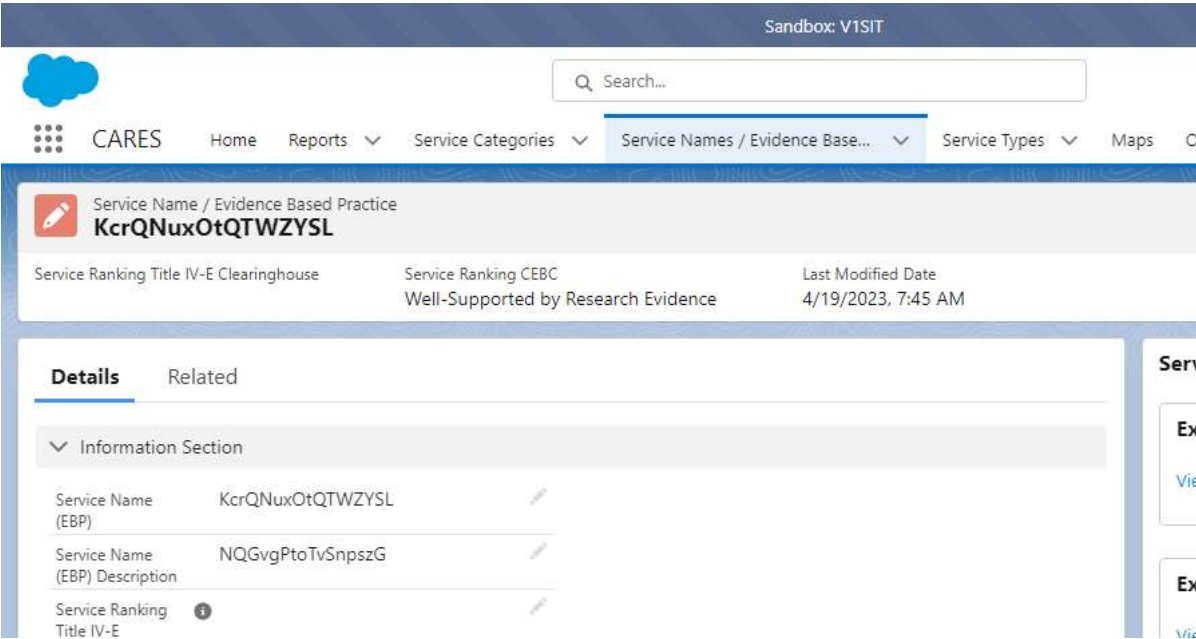 Sandbox: V1SIT
Search...
CARES Home Reports Service Categories Service Names / Evidence Base... Service Types Maps
Service Name / Evidence Based Practice
KcrQNuxOtQTWZYSL
Service Ranking Title IV-E Clearinghouse Service Ranking CEBC Last Modified Date
Well-Supported by Research Evidence 4/19/2023, 7:45 AM
Details Related
Information Section
Service Name KcrQNuxOtQTWZYSL
(EBP)
Service Name NQGvgPtoTvSnpszG
(EBP) Description
Service Ranking
Title IV-E